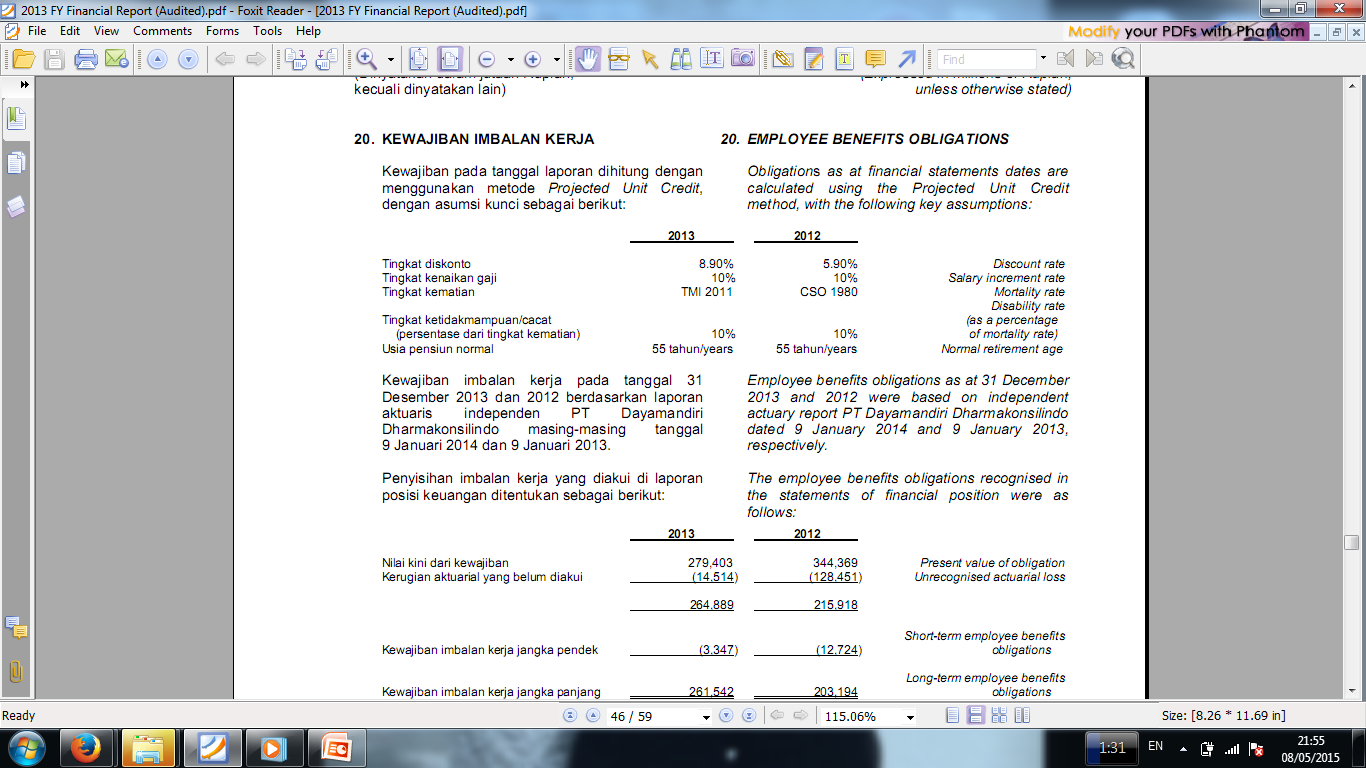 2013 FY Financial Report (Audited).pdf - Foxit Reader - [2013 FY Financial Report (Audited).pdf]
File Edit View Comments Forms Tools Help
Modify your PDFs with Phantom
Find
kecuali dinyatakan lain) unless otherwise stated)
20. KEWAJIBAN IMBALAN KERJA 20. EMPLOYEE BENEFITS OBLIGATIONS
Kewajiban pada tanggal laporan dihitung dengan
menggunakan metode Projected Unit Credit,
dengan asumsi kunci sebagai berikut:
Obligations as at financial statements dates are
calculated using the Projected Unit Credit
method, with the following key assumptions:
2013 2012
Tingkat diskonto 8.90% 5.90% Discount rate
Tingkat kenaikan gaji 10% 10% Salary increment rate
Tingkat kematian TMI 2011 CSO 1980 Mortality rate
Disability rate
Tingkat ketidakmampuan/cacat (as a percentage
(persentase dari tingkat kematian) 10% 10% of mortality rate)
Usia pensiun normal 55 tahun/years 55 tahun/years Normal retirement age
Kewajiban imbalan kerja pada tanggal 31
Desember 2013 dan 2012 berdasarkan laporan
aktuaris independen PT Dayamandiri
Dharmakonsilindo masing-masing tanggal
9 Januari 2014 dan 9 Januari 2013.
Employee benefits obligations as at 31 December
2013 and 2012 were based on independent
actuary report PT Dayamandiri Dharmakonsilindo
dated 9 January 2014 and 9 January 2013,
respectively.
Penyisihan imbalan kerja yang diakui di laporan
posisi keuangan ditentukan sebagai berikut:
The employee benefits obligations recognised in
the statements of financial position were as
follows:
2013 2012
Nilai kini dari kewajiban 279,403 344,369 Present value of obligation
Kerugian aktuarial yang belum diakui (14,514) (128,451) Unrecognised actuarial loss
264,889 215,918
Short-term employee benefits
Kewajiban imbalan kerja jangka pendek (3,347) (12,724) obligations
Long-term employee benefits
Kewajiban imbalan kerja jangka panjang 261,542 203,194 obligations
Ready 46 / 59 115.06% Size: [8.26 * 11.69 in]
1:31 EN 21:55
08/05/2015